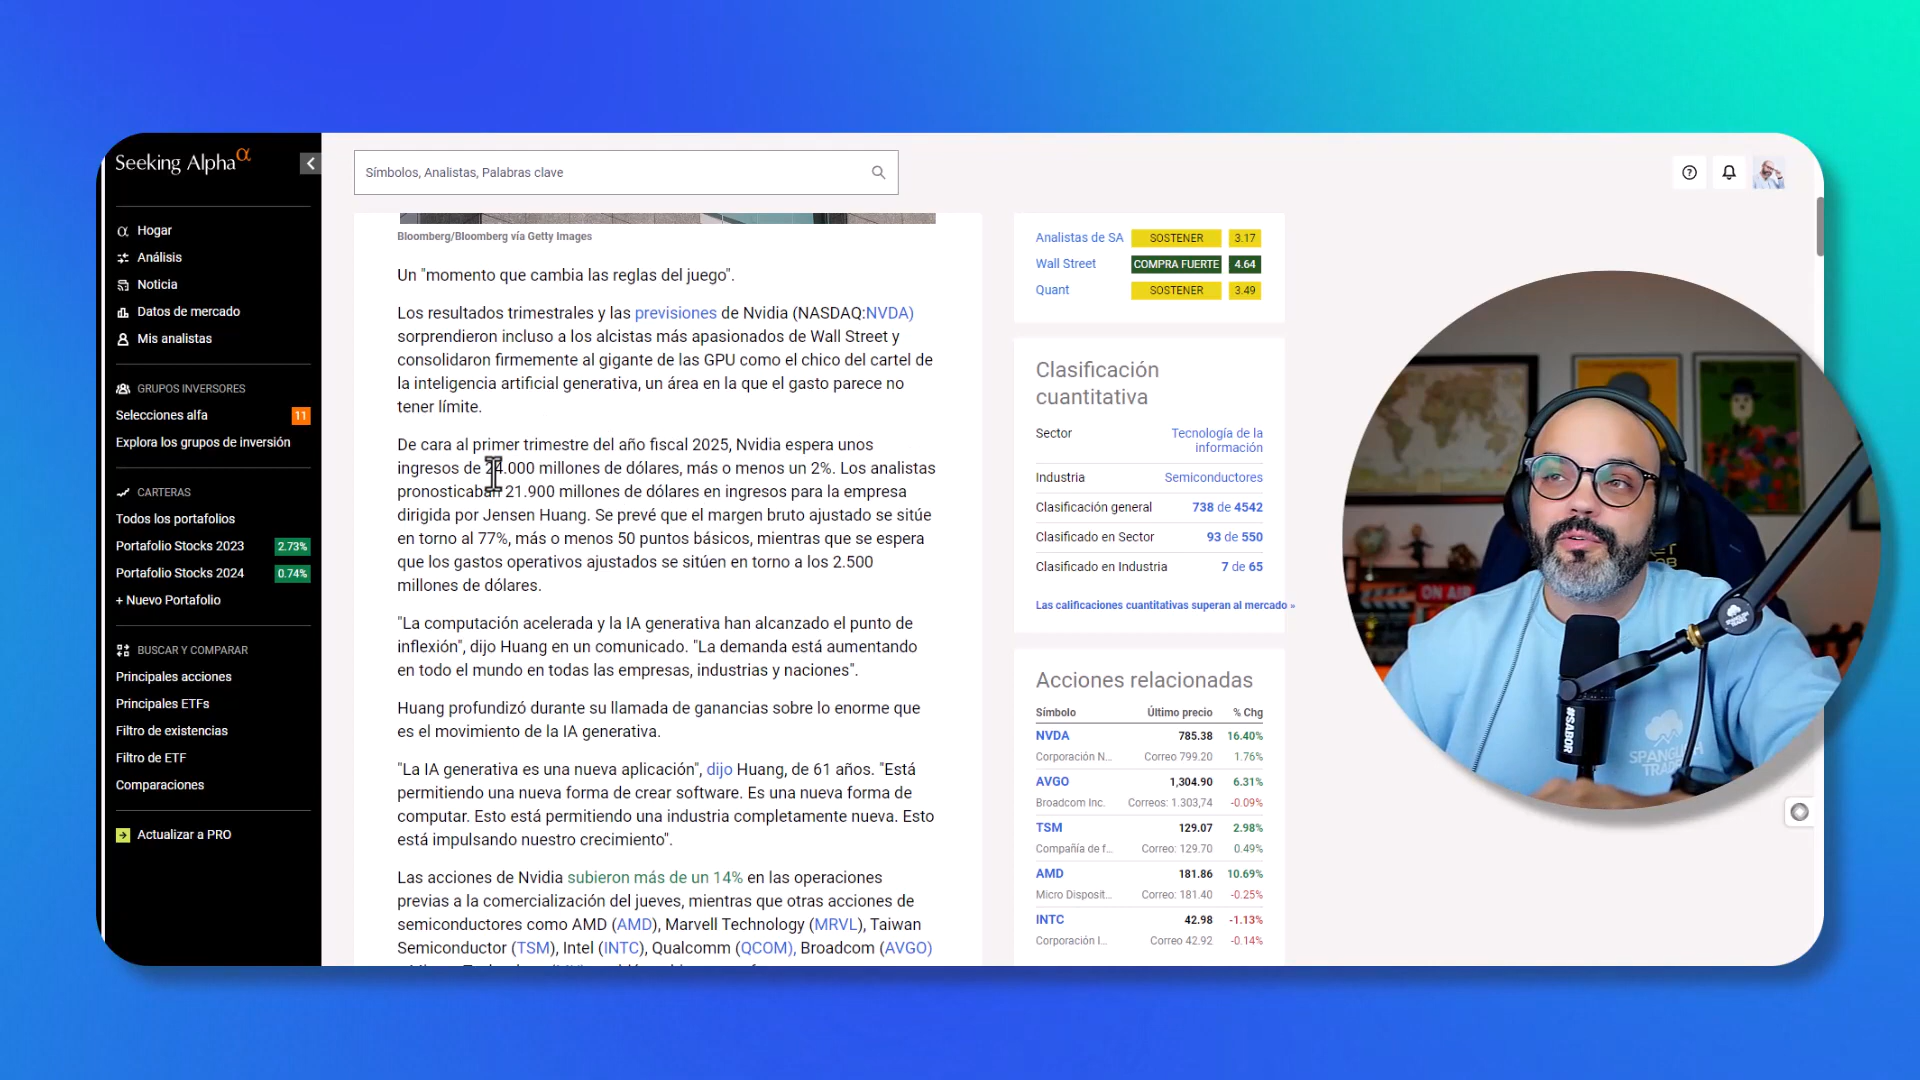 Seeking Alpha α
Símbolos, Analistas, Palabras clave
Hogar
Análisis
Noticia
Datos de mercado
Mis analistas
GRUPOS INVERSORES
Selecciones alfa 11
Explora los grupos de inversión
CARTERAS
Todos los portafolios
Portafolio Stocks 2023 2.73%
Portafolio Stocks 2024 0.74%
+ Nuevo Portafolio
BUSCAR Y COMPARAR
Principales acciones
Principales ETFs
Filtro de existencias
Filtro de ETF
Comparaciones
Actualizar a PRO
Bloomberg/Bloomberg vía Getty Images
Un "momento que cambia las reglas del juego".
Los resultados trimestrales y las previsiones de Nvidia (NASDAQ:NVDA)
sorprendieron incluso a los alcistas más apasionados de Wall Street y
consolidaron firmemente al gigante de las GPU como el chico del cartel de
la inteligencia artificial generativa, un área en la que el gasto parece no
tener límite.
De cara al primer trimestre del año fiscal 2025, Nvidia espera unos
ingresos de 24.000 millones de dólares, más o menos un 2%. Los analistas
pronosticaban 21.900 millones de dólares en ingresos para la empresa
dirigida por Jensen Huang. Se prevé que el margen bruto ajustado se sitúe
en torno al 77%, más o menos 50 puntos básicos, mientras que se espera
que los gastos operativos ajustados se sitúen en torno a los 2.500
millones de dólares.
"La computación acelerada y la IA generativa han alcanzado el punto de
inflexión", dijo Huang en un comunicado. "La demanda está aumentando
en todo el mundo en todas las empresas, industrias y naciones".
Huang profundizó durante su llamada de ganancias sobre lo enorme que
es el movimiento de la IA generativa.
"La IA generativa es una nueva aplicación", dijo Huang, de 61 años. "Está
permitiendo una nueva forma de crear software. Es una nueva forma de
computar. Esto está permitiendo una industria completamente nueva. Esto
está impulsando nuestro crecimiento".
Las acciones de Nvidia subieron más de un 14% en las operaciones
previas a la comercialización del jueves, mientras que otras acciones de
semiconductores como AMD (AMD), Marvell Technology (MRVL), Taiwan
Semiconductor (TSM), Intel (INTC), Qualcomm (QCOM), Broadcom (AVGO)
Analistas de SA SOSTENER 3.17
Wall Street COMPRA FUERTE 4.64
Quant SOSTENER 3.49
Clasificación
cuantitativa
Sector Tecnología de la
información
Industria Semiconductores
Clasificación general 738 de 4542
Clasificado en Sector 93 de 550
Clasificado en Industria 7 de 65
Las calificaciones cuantitativas superan al mercado »
Acciones relacionadas
Símbolo Último precio % Chg
NVDA 785.38 16.40%
Corporación N... Correo 799.20 1.76%
AVGO 1,304.90 6.31%
Broadcom Inc. Correos: 1.303,74 -0.09%
TSM 129.07 2.98%
Compañía de f... Correo: 129.70 0.49%
AMD 181.86 10.69%
Micro Disposit... Correo: 181.40 -0.25%
INTC 42.98 -1.13%
Corporación I... Correo 42.92 -0.14%
ON AIR
#SABOR